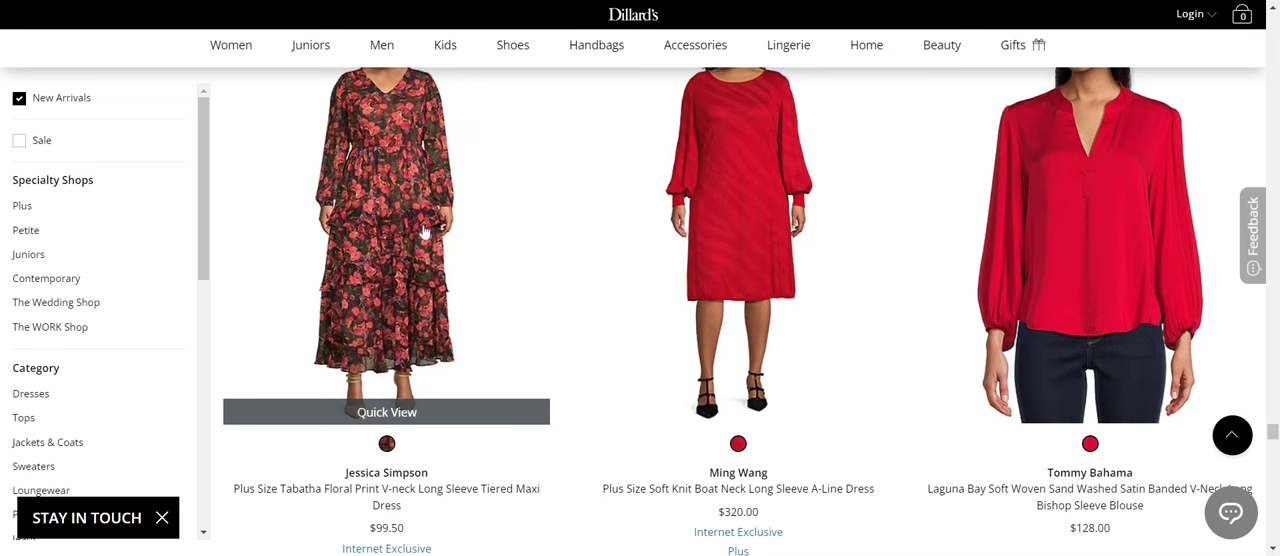 Dillard's
Login
0
Women Juniors Men Kids Shoes Handbags Accessories Lingerie Home Beauty Gifts
New Arrivals
Sale
Specialty Shops
Plus
Petite
Juniors
Contemporary
The Wedding Shop
The WORK Shop
Category
Dresses
Tops
Jackets & Coats
Sweaters
Loungewear
STAY IN TOUCH
Quick View
Jessica Simpson
Plus Size Tabatha Floral Print V-neck Long Sleeve Tiered Maxi
Dress
$99.50
Internet Exclusive
Ming Wang
Plus Size Soft Knit Boat Neck Long Sleeve A-Line Dress
$320.00
Internet Exclusive
Plus
Tommy Bahama
Laguna Bay Soft Woven Sand Washed Satin Banded V-Neck Long
Bishop Sleeve Blouse
$128.00
Feedback